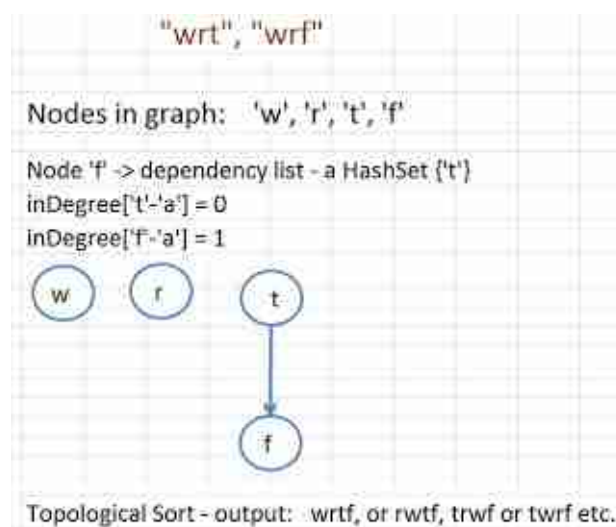 "wrt", "wrf"
Nodes in graph: 'w', 'r', 't', 'f'
Node 'f' -> dependency list - a HashSet {'t'}
inDegree['t'-'a'] = 0
inDegree['f'-'a'] = 1
w r t
f
Topological Sort - output: wrtf, or rwtf, trwf or twrf etc.